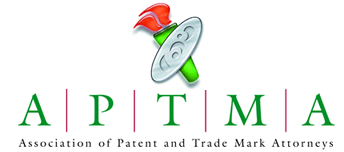 A P T M A
Association of Patent and Trade Mark Attorneys